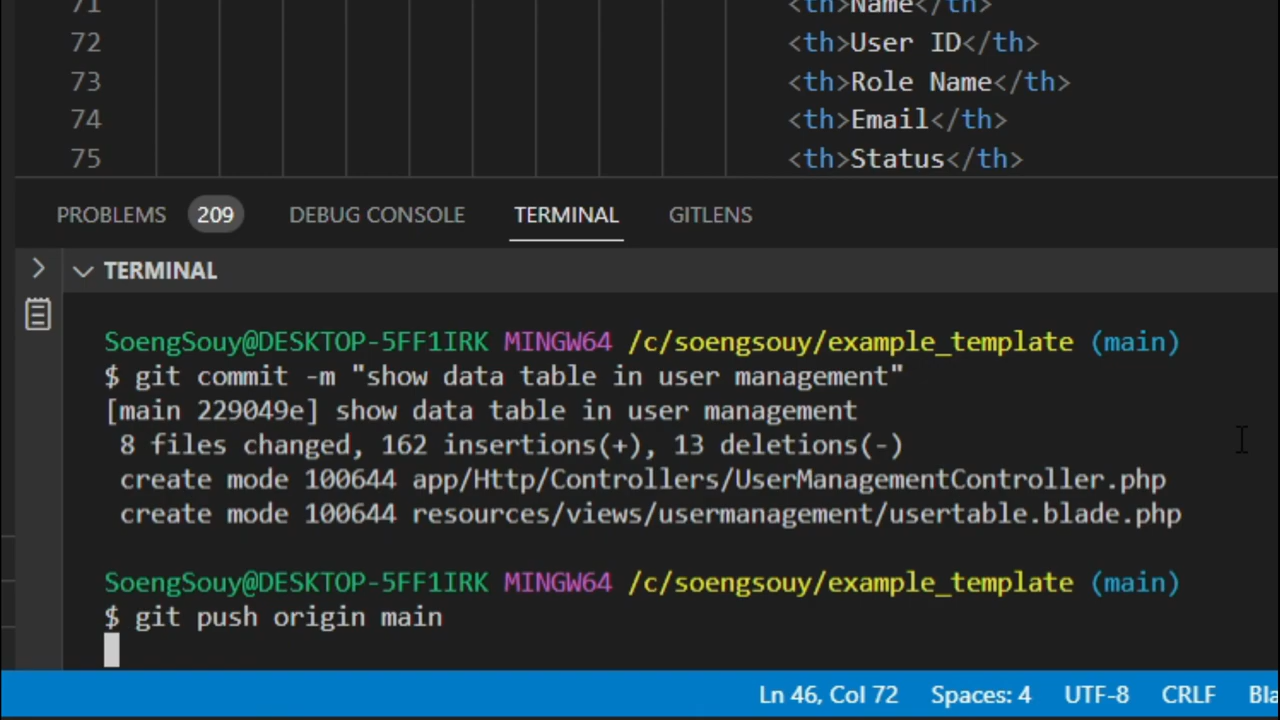 71 <th>Name</th>
72 <th>User ID</th>
73 <th>Role Name</th>
74 <th>Email</th>
75 <th>Status</th>
PROBLEMS 209 DEBUG CONSOLE TERMINAL GITLENS
TERMINAL
SoengSouy@DESKTOP-5FF1IRK MINGW64 /c/soengsouy/example_template (main)
$ git commit -m "show data table in user management"
[main 229049e] show data table in user management
8 files changed, 162 insertions(+), 13 deletions(-)
create mode 100644 app/Http/Controllers/UserManagementController.php
create mode 100644 resources/views/usermanagement/usertable.blade.php
SoengSouy@DESKTOP-5FF1IRK MINGW64 /c/soengsouy/example_template (main)
$ git push origin main
Ln 46, Col 72 Spaces: 4 UTF-8 CRLF